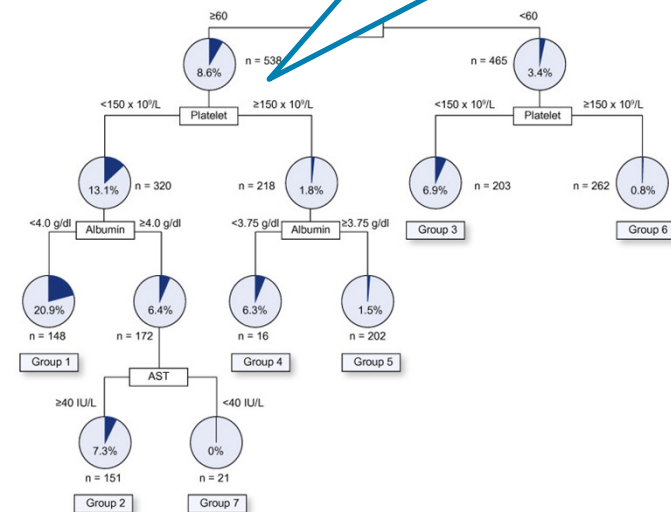 ≥60 <60
8.6% n = 538 n = 465 3.4%
<150 x 10⁹/L ≥150 x 10⁹/L <150 x 10⁹/L ≥150 x 10⁹/L
Platelet Platelet
13.1% n = 320 n = 218 1.8% 6.9% n = 203 n = 262 0.8%
<4.0 g/dl Albumin ≥4.0 g/dl <3.75 g/dl Albumin ≥3.75 g/dl Group 3 Group 6
20.9% 6.4% 6.3% 1.5%
n = 148 n = 172 n = 16 n = 202
Group 1 Group 4 Group 5
AST
≥40 IU/L <40 IU/L
7.3% 0%
n = 151 n = 21
Group 2 Group 7